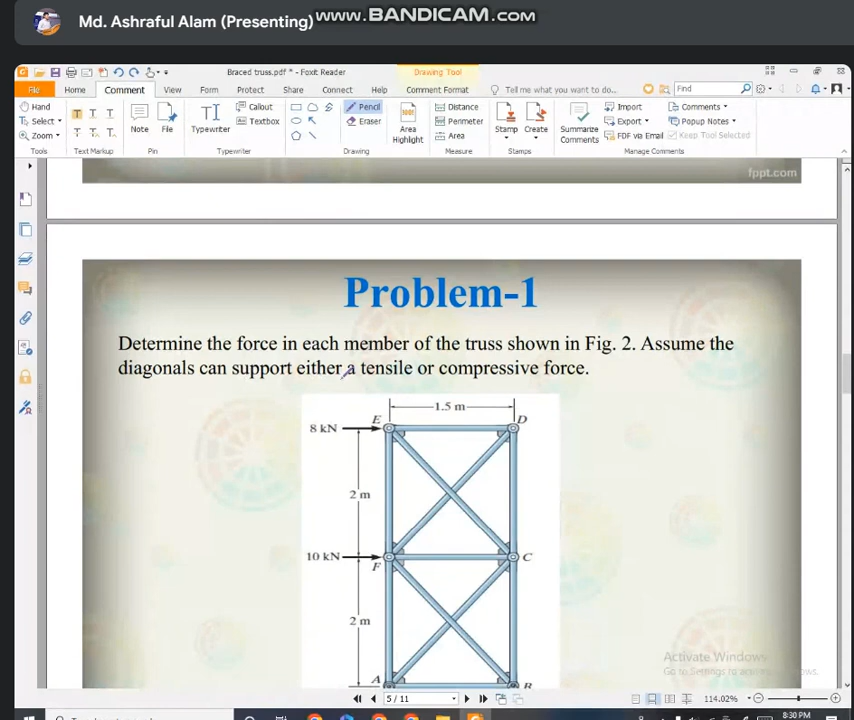 Md. Ashraful Alam (Presenting)
www.BANDICAM.com
Braced truss.pdf * - Foxit Reader
Drawing Tool
File
Home
Comment
View
Form
Protect
Share
Connect
Help
Comment Format
Tell me what you want to do...
Find
Hand
Select
Zoom
Tools
Text Markup
Note
File
Pin
Typewriter
Callout
Textbox
Typewriter
Pencil
Eraser
Drawing
Area Highlight
Distance
Perimeter
Area
Measure
Stamp
Create
Stamps
Summarize Comments
Import
Export
FDF via Email
Comments
Popup Notes
Keep Tool Selected
Manage Comments
fppt.com
Problem-1
Determine the force in each member of the truss shown in Fig. 2. Assume the
diagonals can support either a tensile or compressive force.
1.5 m
E
D
8 kN
2 m
10 kN
F
C
2 m
A
B
Activate Windows
Go to Settings to activate Windows.
5 / 11
114.02%
8:30 PM